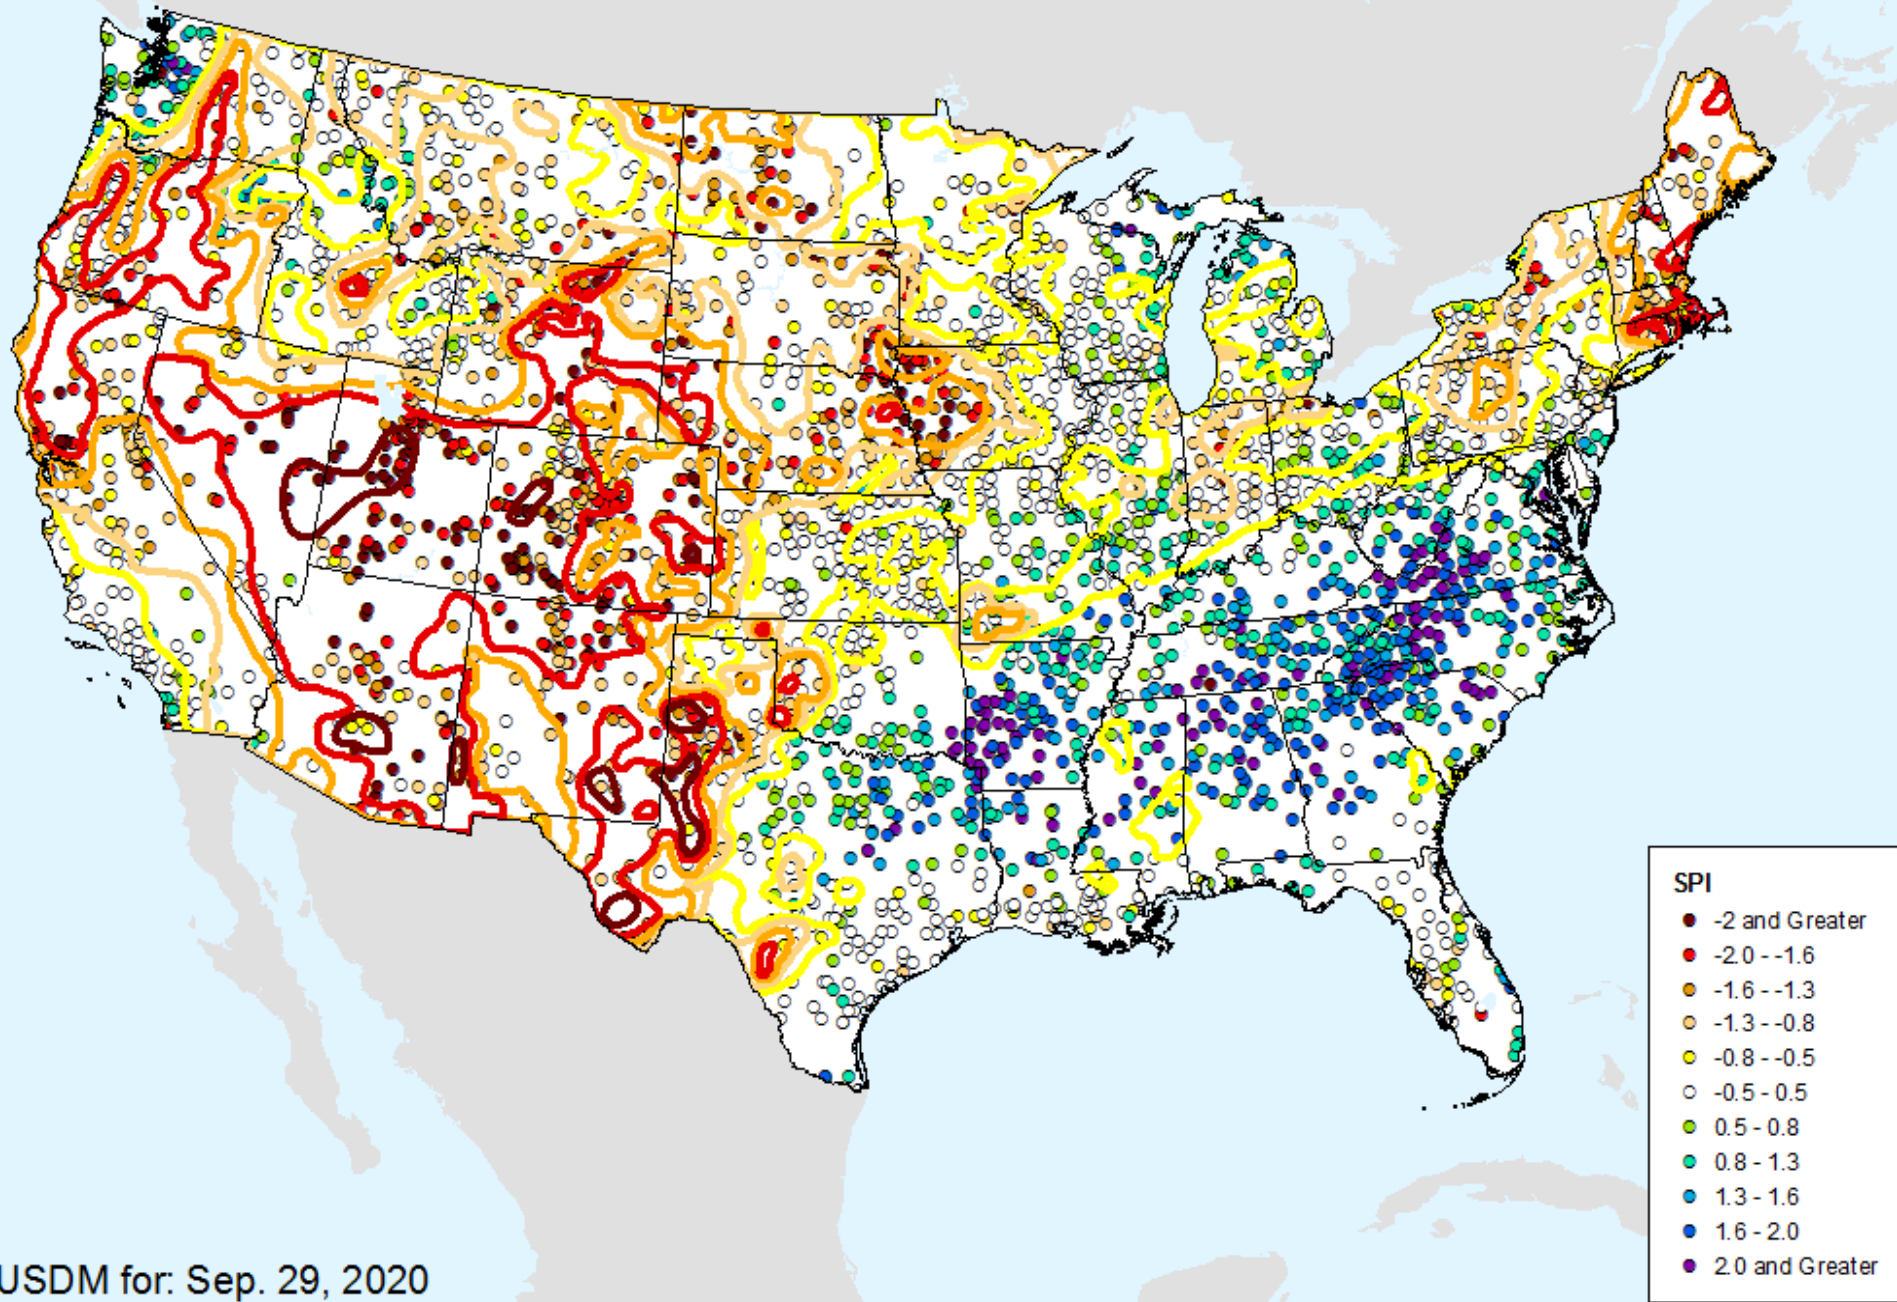 SPI
-2 and Greater
-2.0 - -1.6
-1.6 - -1.3
-1.3 - -0.8
-0.8 - -0.5
-0.5 - 0.5
0.5 - 0.8
0.8 - 1.3
1.3 - 1.6
1.6 - 2.0
2.0 and Greater
USDM for: Sep. 29, 2020